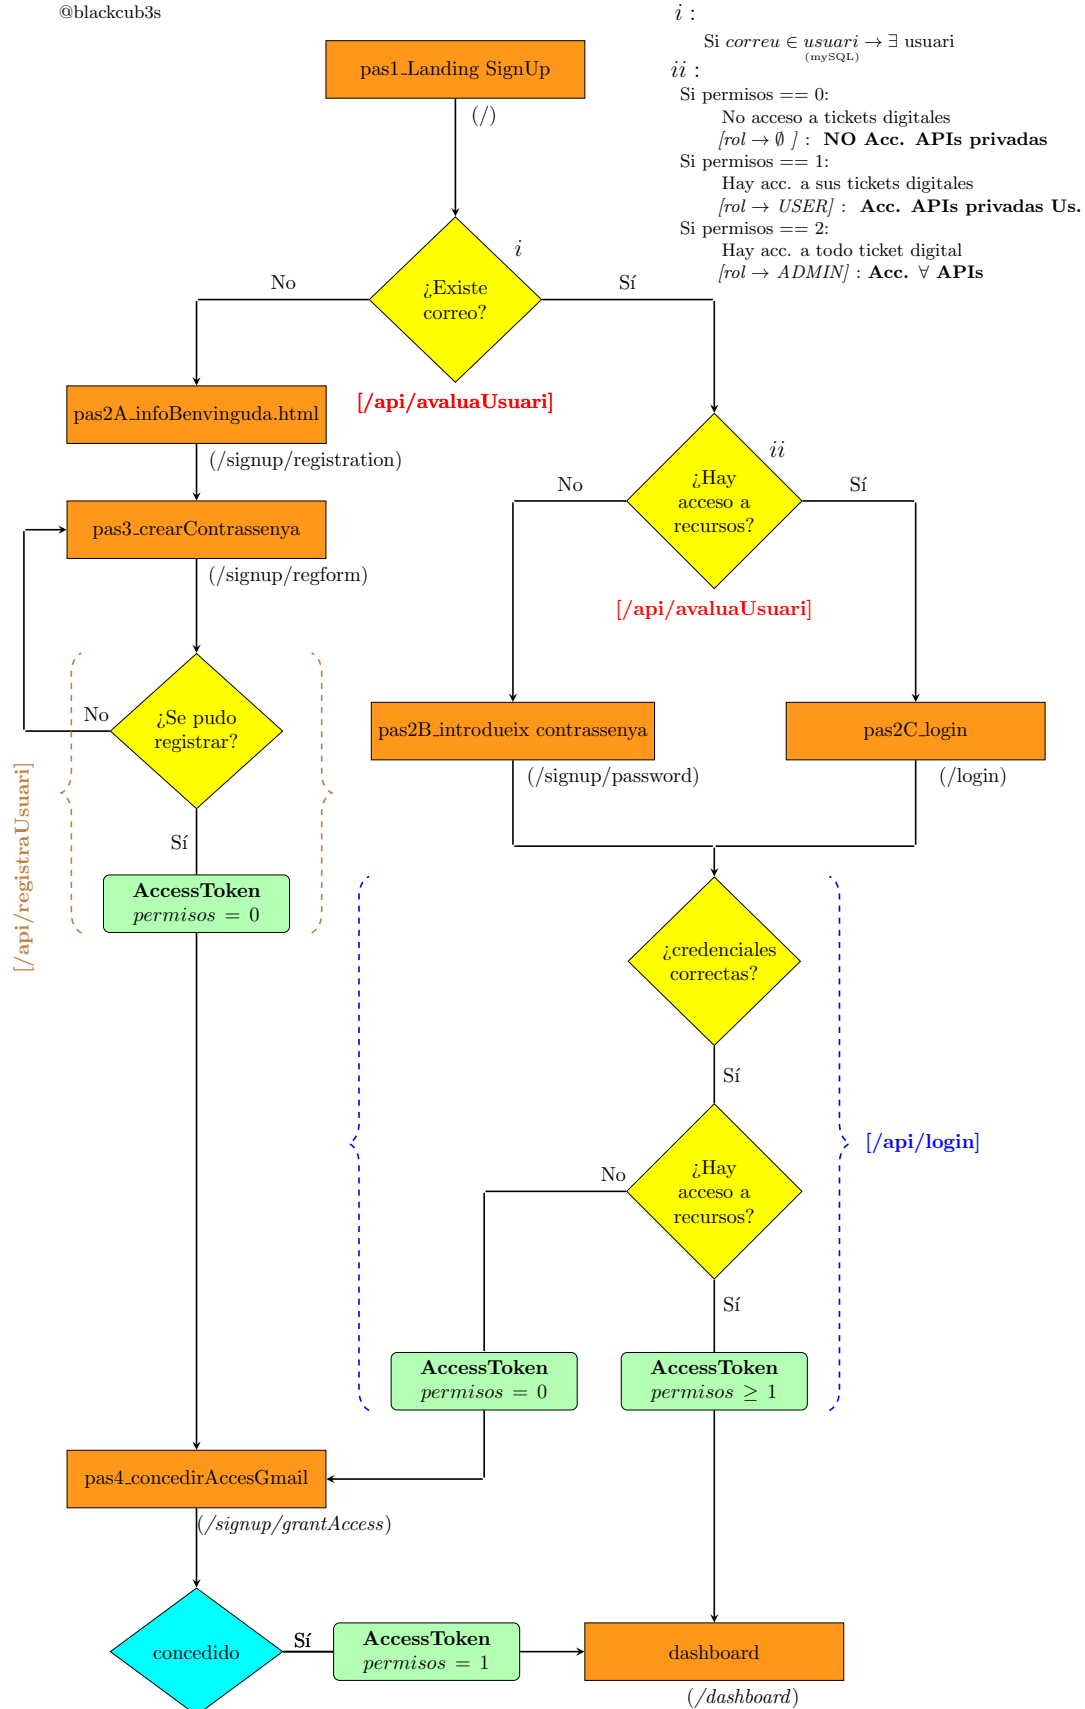 @blackcub3s
i :
Si correu ∈ usuari → ∃ usuari
(mySQL)
ii :
Si permisos == 0:
No acceso a tickets digitales
[rol → ∅ ] : NO Acc. APIs privadas
Si permisos == 1:
Hay acc. a sus tickets digitales
[rol → USER] : Acc. APIs privadas Us.
Si permisos == 2:
Hay acc. a todo ticket digital
[rol → ADMIN] : Acc. ∀ APIs
pas1_Landing SignUp
(/)
i
¿Existe
correo?
No
Sí
[/api/avaluaUsuari]
pas2A_infoBenvinguda.html
(/signup/registration)
ii
¿Hay
acceso a
recursos?
No
Sí
[/api/avaluaUsuari]
pas3_crearContrassenya
(/signup/regform)
¿Se pudo
registrar?
No
Sí
[/api/registraUsuari]
AccessToken
permisos = 0
pas2B_introdueix contrassenya
(/signup/password)
pas2C_login
(/login)
¿credenciales
correctas?
Sí
[/api/login]
¿Hay
acceso a
recursos?
No
Sí
AccessToken
permisos = 0
AccessToken
permisos ≥ 1
pas4_concedirAccesGmail
(/signup/grantAccess)
concedido
Sí
AccessToken
permisos = 1
dashboard
(/dashboard)